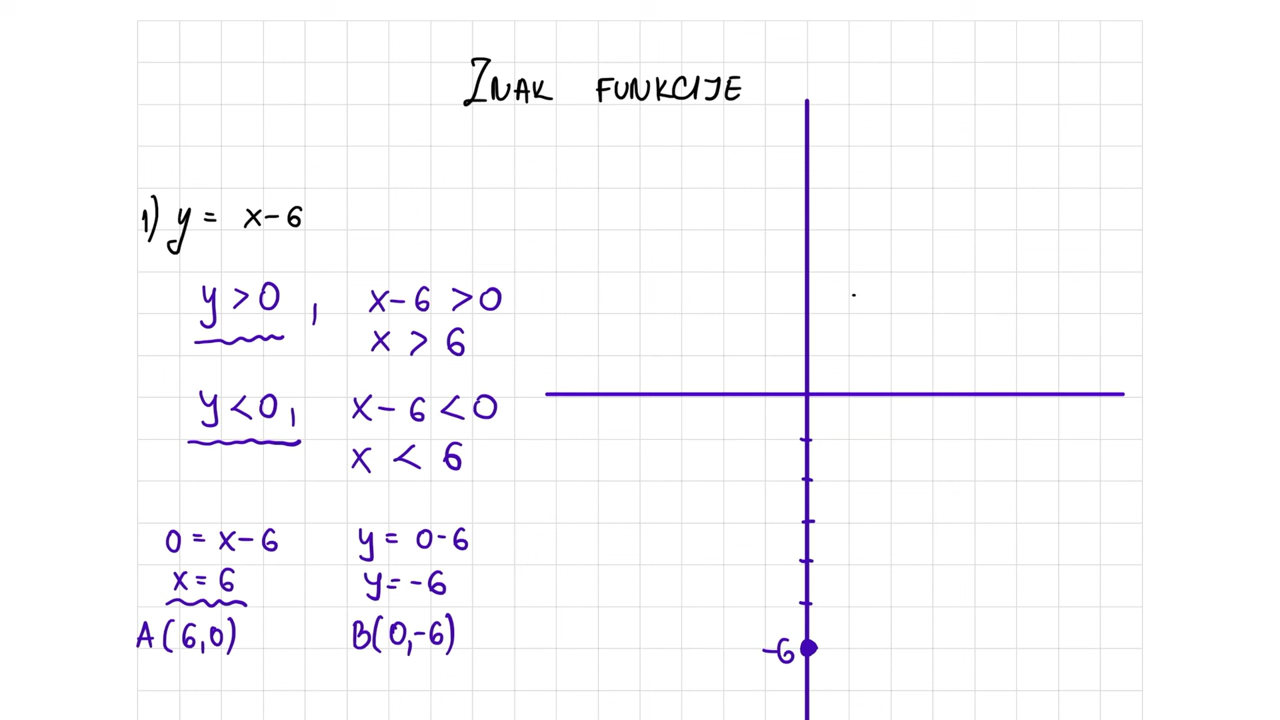 ZNAK FUNKCIJE
1) y = x-6
y > 0, x-6 > 0
x > 6
y < 0, x-6 < 0
x < 6
0 = x-6 y = 0-6
x = 6 y = -6
A(6,0) B(0,-6)
-6